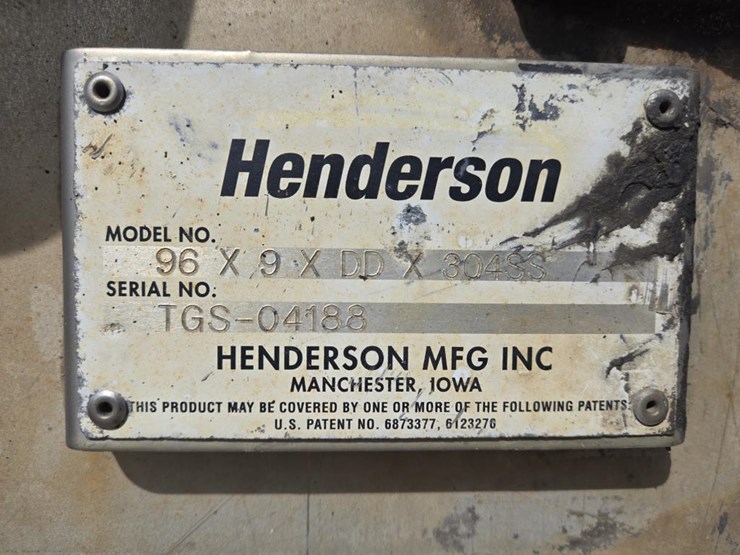 Henderson
MODEL NO.
96 X 9 X DD X 304SS
SERIAL NO.
TGS-04188
HENDERSON MFG INC
MANCHESTER, IOWA
THIS PRODUCT MAY BE COVERED BY ONE OR MORE OF THE FOLLOWING PATENTS:
U.S. PATENT NO. 6873377, 6123276